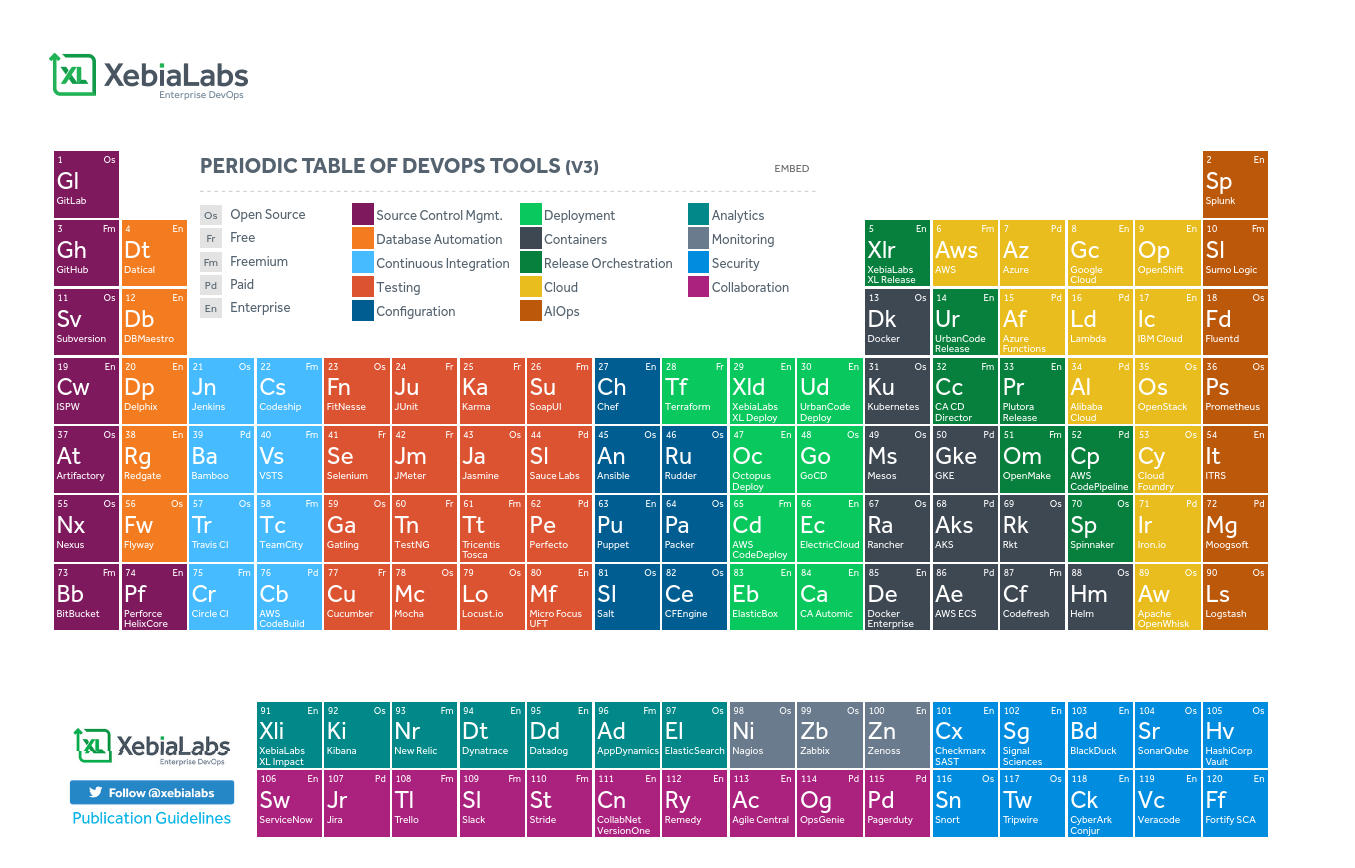 XL XebiaLabs
Enterprise DevOps
PERIODIC TABLE OF DEVOPS TOOLS (V3)
EMBED
Os Open Source
Fr Free
Fm Freemium
Pd Paid
En Enterprise
Source Control Mgmt.
Database Automation
Continuous Integration
Testing
Configuration
Deployment
Containers
Release Orchestration
Cloud
AIOps
Analytics
Monitoring
Security
Collaboration
1 Os
Gl
GitLab
2 En
Sp
Splunk
3 Fm
Gh
GitHub
4 En
Dt
Datical
5 En
Xlr
XebiaLabs
XL Release
6 Fm
Aws
AWS
7 Pd
Az
Azure
8 En
Gc
Google
Cloud
9 En
Op
OpenShift
10 Fm
Sl
Sumo Logic
11 Os
Sv
Subversion
12 En
Db
DBMaestro
13 Os
Dk
Docker
14 En
Ur
UrbanCode
Release
15 Pd
Af
Azure
Functions
16 Pd
Ld
Lambda
17 En
Ic
IBM Cloud
18 Os
Fd
Fluentd
19 En
Cw
ISPW
20 En
Dp
Delphix
21 Os
Jn
Jenkins
22 Fm
Cs
Codeship
23 Os
Fn
FitNesse
24 Fr
Ju
JUnit
25 Fr
Ka
Karma
26 Fm
Su
SoapUI
27 En
Ch
Chef
28 Fr
Tf
Terraform
29 En
Xld
XebiaLabs
XL Deploy
30 En
Ud
UrbanCode
Deploy
31 Os
Ku
Kubernetes
32 Fm
Cc
CA CD
Director
33 En
Pr
Plutora
Release
34 Pd
Al
Alibaba
Cloud
35 Os
Os
OpenStack
36 Os
Ps
Prometheus
37 Os
At
Artifactory
38 En
Rg
Redgate
39 Pd
Ba
Bamboo
40 Fm
Vs
VSTS
41 Fr
Se
Selenium
42 Fr
Jm
JMeter
43 Os
Ja
Jasmine
44 Pd
Sl
Sauce Labs
45 Os
An
Ansible
46 Os
Ru
Rudder
47 En
Oc
Octopus
Deploy
48 Os
Go
GoCD
49 Os
Ms
Mesos
50 Pd
Gke
GKE
51 Fm
Om
OpenMake
52 Pd
Cp
AWS
CodePipeline
53 Os
Cy
Cloud
Foundry
54 En
It
ITRS
55 Os
Nx
Nexus
56 Os
Fw
Flyway
57 Os
Tr
Travis CI
58 Fm
Tc
TeamCity
59 Os
Ga
Gatling
60 Fr
Tn
TestNG
61 Fm
Tt
Tricentis
Tosca
62 Pd
Pe
Perfecto
63 En
Pu
Puppet
64 Os
Pa
Packer
65 Fm
Cd
AWS
CodeDeploy
66 En
Ec
ElectricCloud
67 Os
Ra
Rancher
68 Pd
Aks
AKS
69 Os
Rk
Rkt
70 Os
Sp
Spinnaker
71 Pd
Ir
Iron.io
72 Pd
Mg
Moogsoft
73 Fm
Bb
BitBucket
74 En
Pf
Perforce
HelixCore
75 Fm
Cr
Circle CI
76 Pd
Cb
AWS
CodeBuild
77 Fr
Cu
Cucumber
78 Os
Mc
Mocha
79 Os
Lo
Locust.io
80 En
Mf
Micro Focus
UFT
81 Os
Sl
Salt
82 Os
Ce
CFEngine
83 En
Eb
ElasticBox
84 En
Ca
CA Automic
85 En
De
Docker
Enterprise
86 Pd
Ae
AWS ECS
87 Fm
Cf
Codefresh
88 Os
Hm
Helm
89 Os
Aw
Apache
OpenWhisk
90 Os
Ls
Logstash
91 En
Xli
XebiaLabs
XL Impact
92 Os
Ki
Kibana
93 Fm
Nr
New Relic
94 En
Dt
Dynatrace
95 En
Dd
Datadog
96 Fm
Ad
AppDynamics
97 Os
El
ElasticSearch
98 Os
Ni
Nagios
99 Os
Zb
Zabbix
100 En
Zn
Zenoss
101 En
Cx
Checkmarx
SAST
102 En
Sg
Signal
Sciences
103 En
Bd
BlackDuck
104 Os
Sr
SonarQube
105 Os
Hv
HashiCorp
Vault
106 En
Sw
ServiceNow
107 Pd
Jr
Jira
108 Fm
Tl
Trello
109 Fm
Sl
Slack
110 Fm
St
Stride
111 En
Cn
CollabNet
VersionOne
112 En
Ry
Remedy
113 En
Ac
Agile Central
114 Pd
Og
OpsGenie
115 Pd
Pd
Pagerduty
116 Os
Sn
Snort
117 Os
Tw
Tripwire
118 En
Ck
CyberArk
Conjur
119 En
Vc
Veracode
120 En
Ff
Fortify SCA
XL XebiaLabs
Enterprise DevOps
Follow @xebialabs
Publication Guidelines